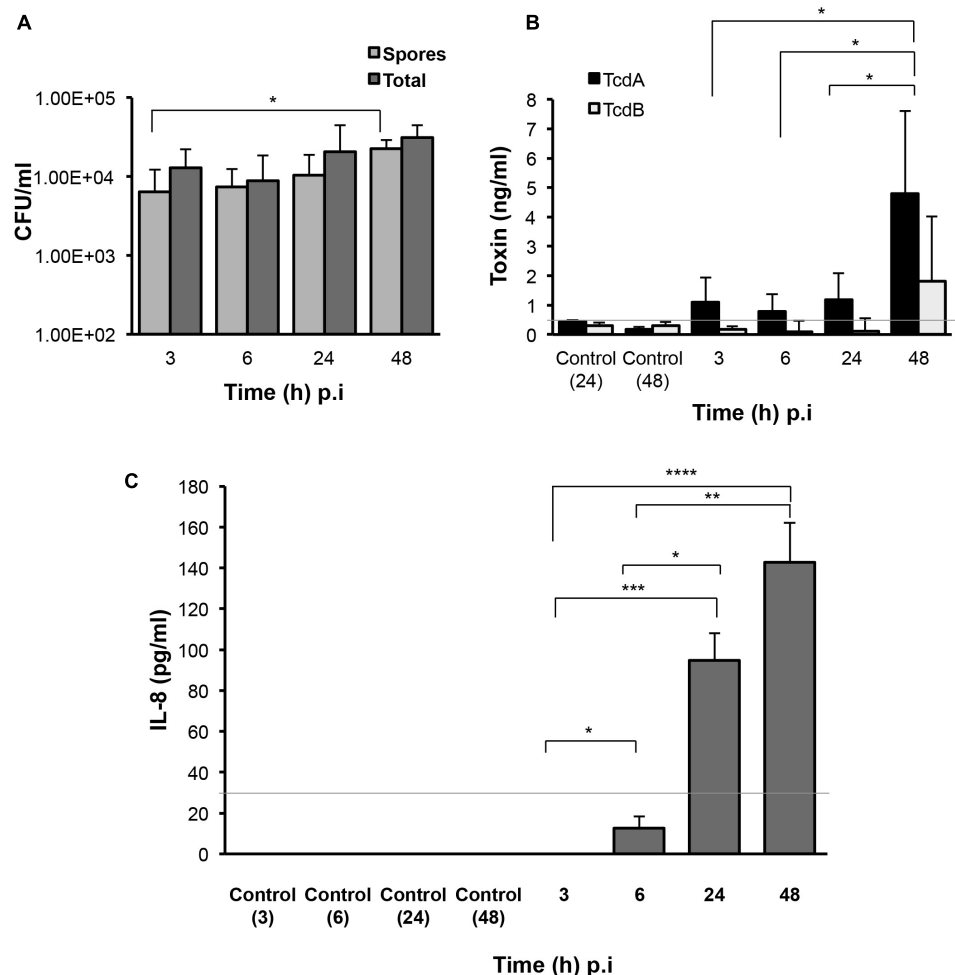 A
Spores
Total
1.00E+05
1.00E+04
1.00E+03
1.00E+02
CFU/ml
*
3 6 24 48
Time (h) p.i
B
TcdA
TcdB
*
*
*
8
7
6
5
4
3
2
1
0
Toxin (ng/ml)
Control Control 3 6 24 48
(24) (48)
Time (h) p.i
C
180
160
140
120
100
80
60
40
20
0
IL-8 (pg/ml)
****
**
*
***
*
Control Control Control Control 3 6 24 48
(3) (6) (24) (48)
Time (h) p.i